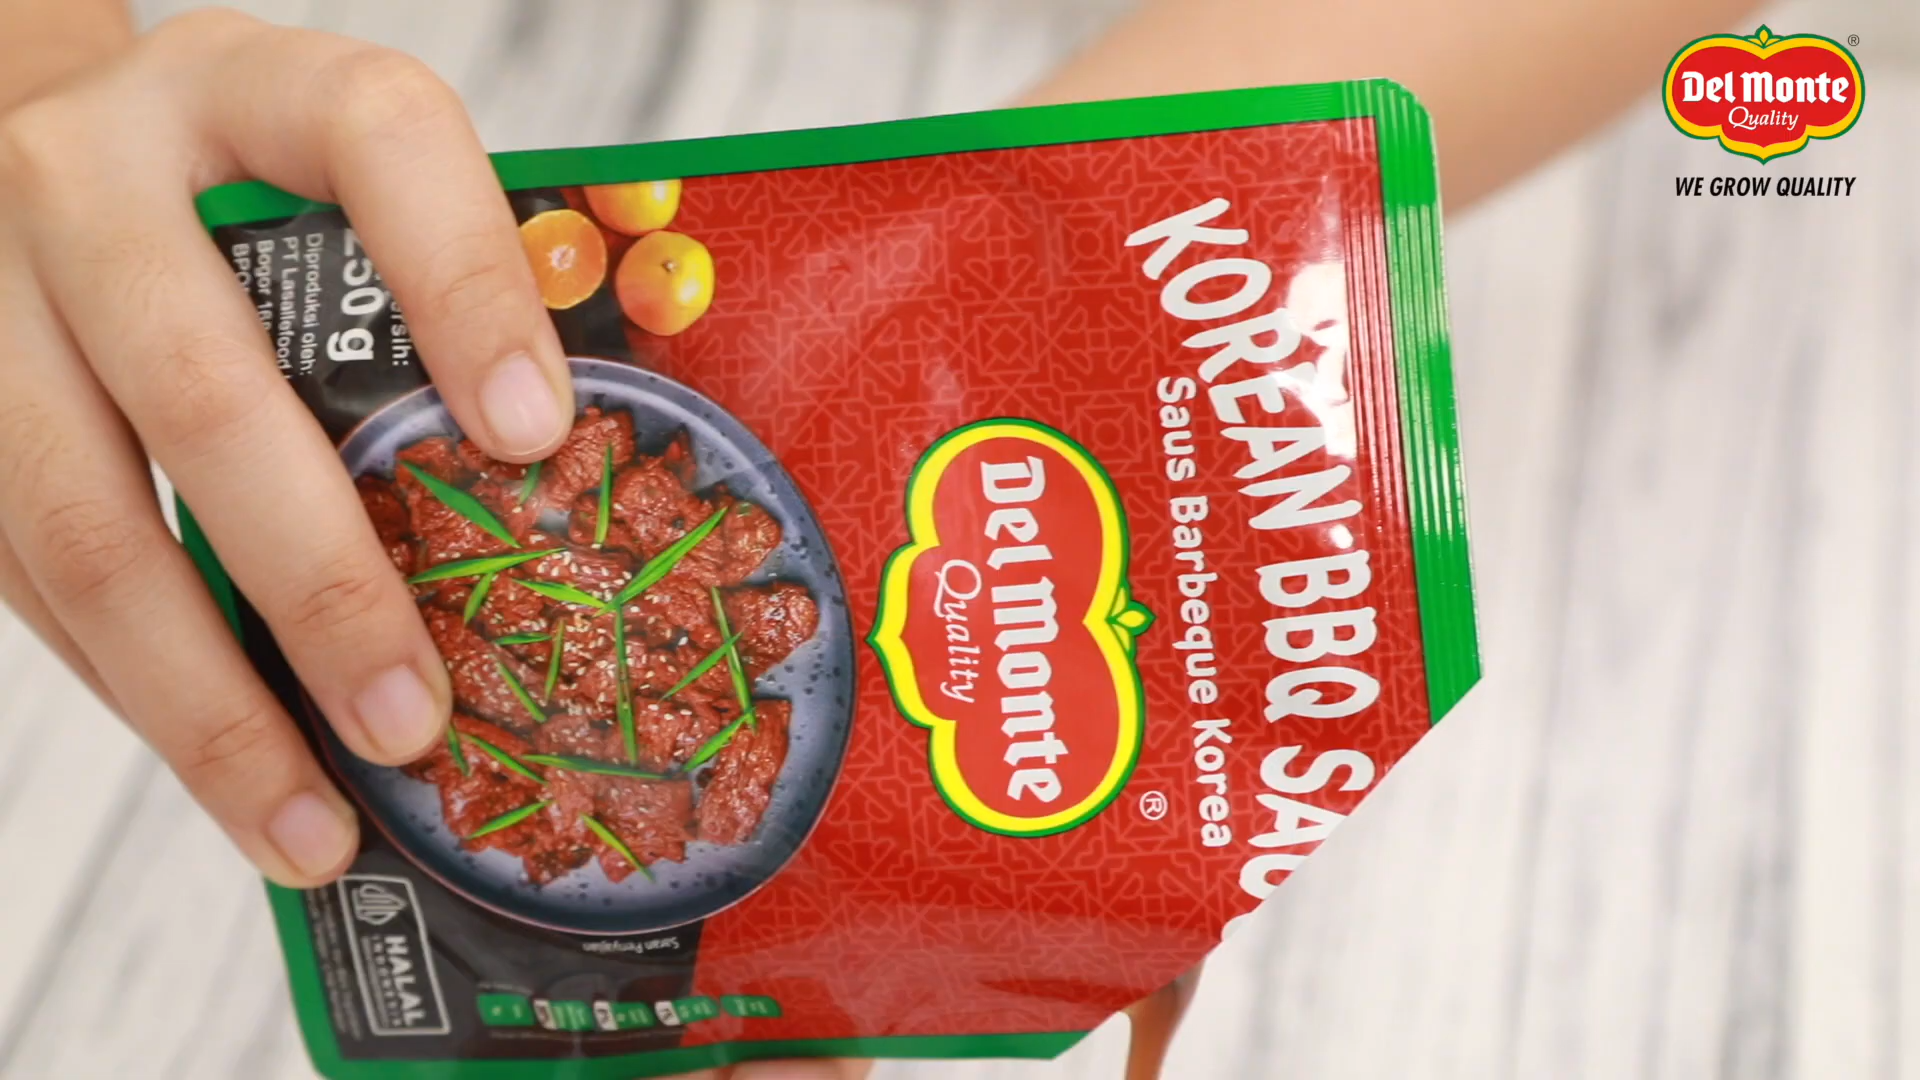 Del Monte
Quality
®
WE GROW QUALITY
KOREAN BBQ
Saus Barbeque Korea
Del Monte
Quality
®
250 g
Diproduksi oleh:
PT Lasallefood
Bogor
Saran Penyajian
HALAL
INDONESIA